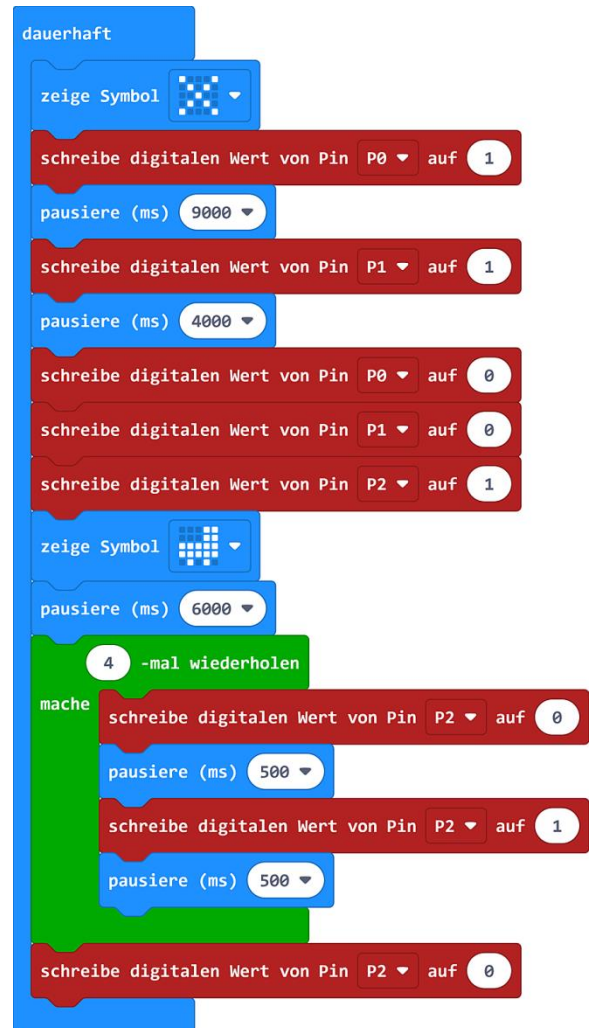 dauerhaft
zeige Symbol
schreibe digitalen Wert von Pin P0 auf 1
pausiere (ms) 9000
schreibe digitalen Wert von Pin P1 auf 1
pausiere (ms) 4000
schreibe digitalen Wert von Pin P0 auf 0
schreibe digitalen Wert von Pin P1 auf 0
schreibe digitalen Wert von Pin P2 auf 1
zeige Symbol
pausiere (ms) 6000
4 -mal wiederholen
mache
schreibe digitalen Wert von Pin P2 auf 0
pausiere (ms) 500
schreibe digitalen Wert von Pin P2 auf 1
pausiere (ms) 500
schreibe digitalen Wert von Pin P2 auf 0